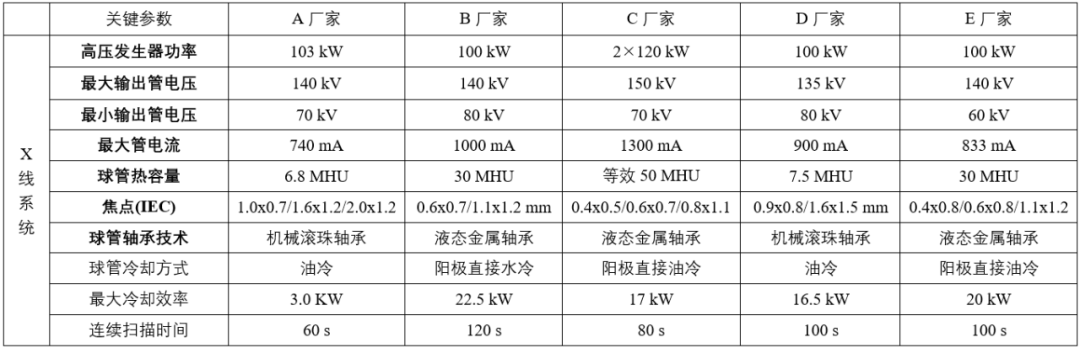 关键参数 A 厂家 B 厂家 C 厂家 D 厂家 E 厂家
X线系统
高压发生器功率 103 kW 100 kW 2×120 kW 100 kW 100 kW
最大输出管电压 140 kV 140 kV 150 kV 135 kV 140 kV
最小输出管电压 70 kV 80 kV 70 kV 80 kV 60 kV
最大管电流 740 mA 1000 mA 1300 mA 900 mA 833 mA
球管热容量 6.8 MHU 30 MHU 等效 50 MHU 7.5 MHU 30 MHU
焦点(IEC) 1.0x0.7/1.6x1.2/2.0x1.2 0.6x0.7/1.1x1.2 mm 0.4x0.5/0.6x0.7/0.8x1.1 0.9x0.8/1.6x1.5 mm 0.4x0.8/0.6x0.8/1.1x1.2
球管轴承技术 机械滚珠轴承 液态金属轴承 液态金属轴承 机械滚珠轴承 液态金属轴承
球管冷却方式 油冷 阳极直接水冷 阳极直接油冷 油冷 阳极直接油冷
最大冷却效率 3.0 KW 22.5 kW 17 kW 16.5 kW 20 kW
连续扫描时间 60 s 120 s 80 s 100 s 100 s